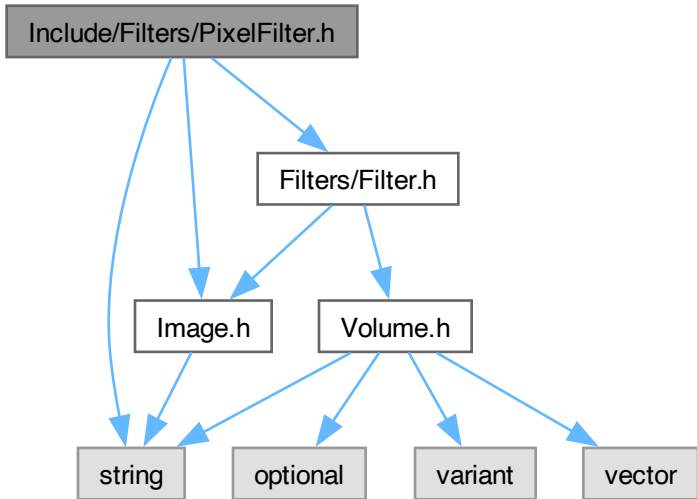 Include/Filters/PixelFilter.h
Filters/Filter.h
Image.h
Volume.h
string
optional
variant
vector